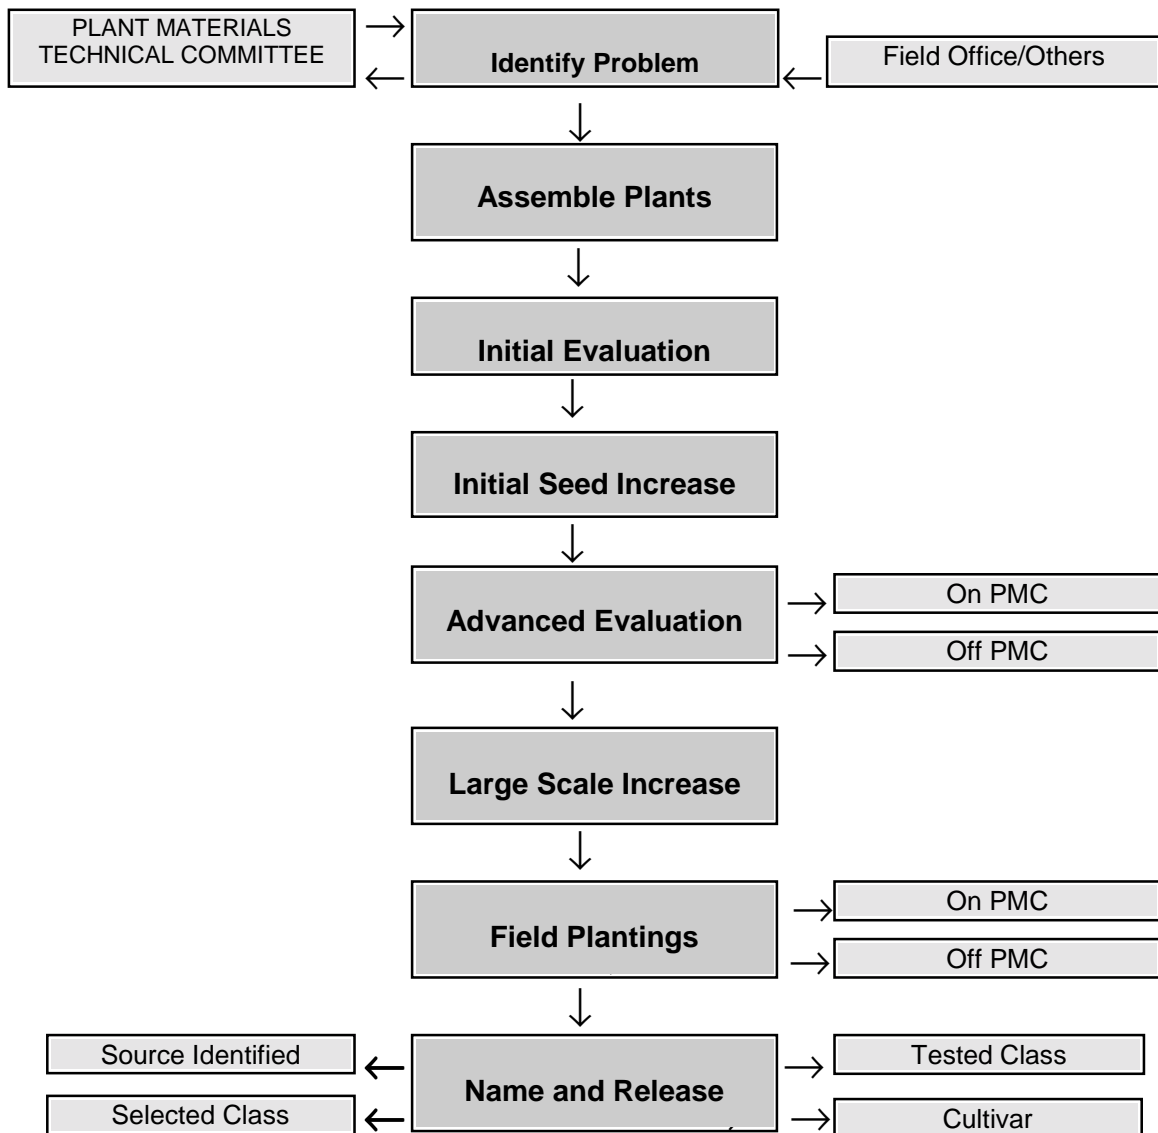 PLANT MATERIALS
TECHNICAL COMMITTEE
Identify Problem
Field Office/Others
Assemble Plants
Initial Evaluation
Initial Seed Increase
Advanced Evaluation
On PMC
Off PMC
Large Scale Increase
Field Plantings
On PMC
Off PMC
Source Identified
Name and Release
Tested Class
Selected Class
Cultivar